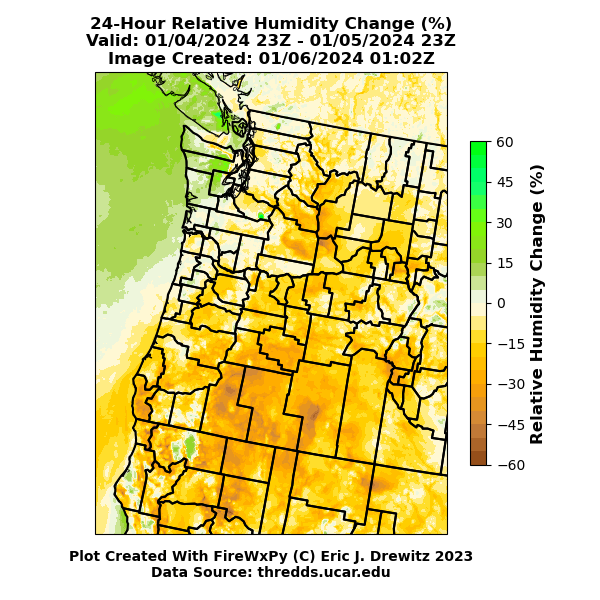 24-Hour Relative Humidity Change (%)
Valid: 01/04/2024 23Z - 01/05/2024 23Z
Image Created: 01/06/2024 01:02Z
60
45
30
15
0
−15
−30
−45
−60
Relative Humidity Change (%)
Plot Created With FireWxPy (C) Eric J. Drewitz 2023
Data Source: thredds.ucar.edu